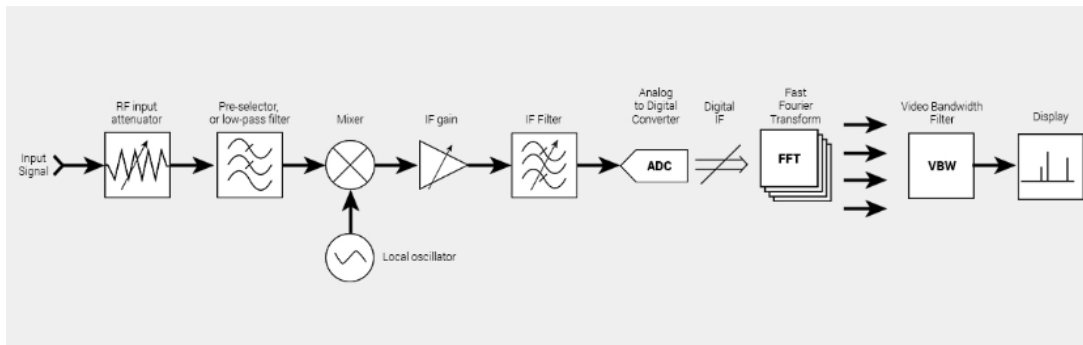 Input
Signal
RF input
attenuator
Pre-selector,
or low-pass filter
Mixer
Local oscillator
IF gain
IF Filter
Analog
to Digital
Converter
ADC
Digital
IF
Fast
Fourier
Transform
FFT
Video Bandwidth
Filter
VBW
Display